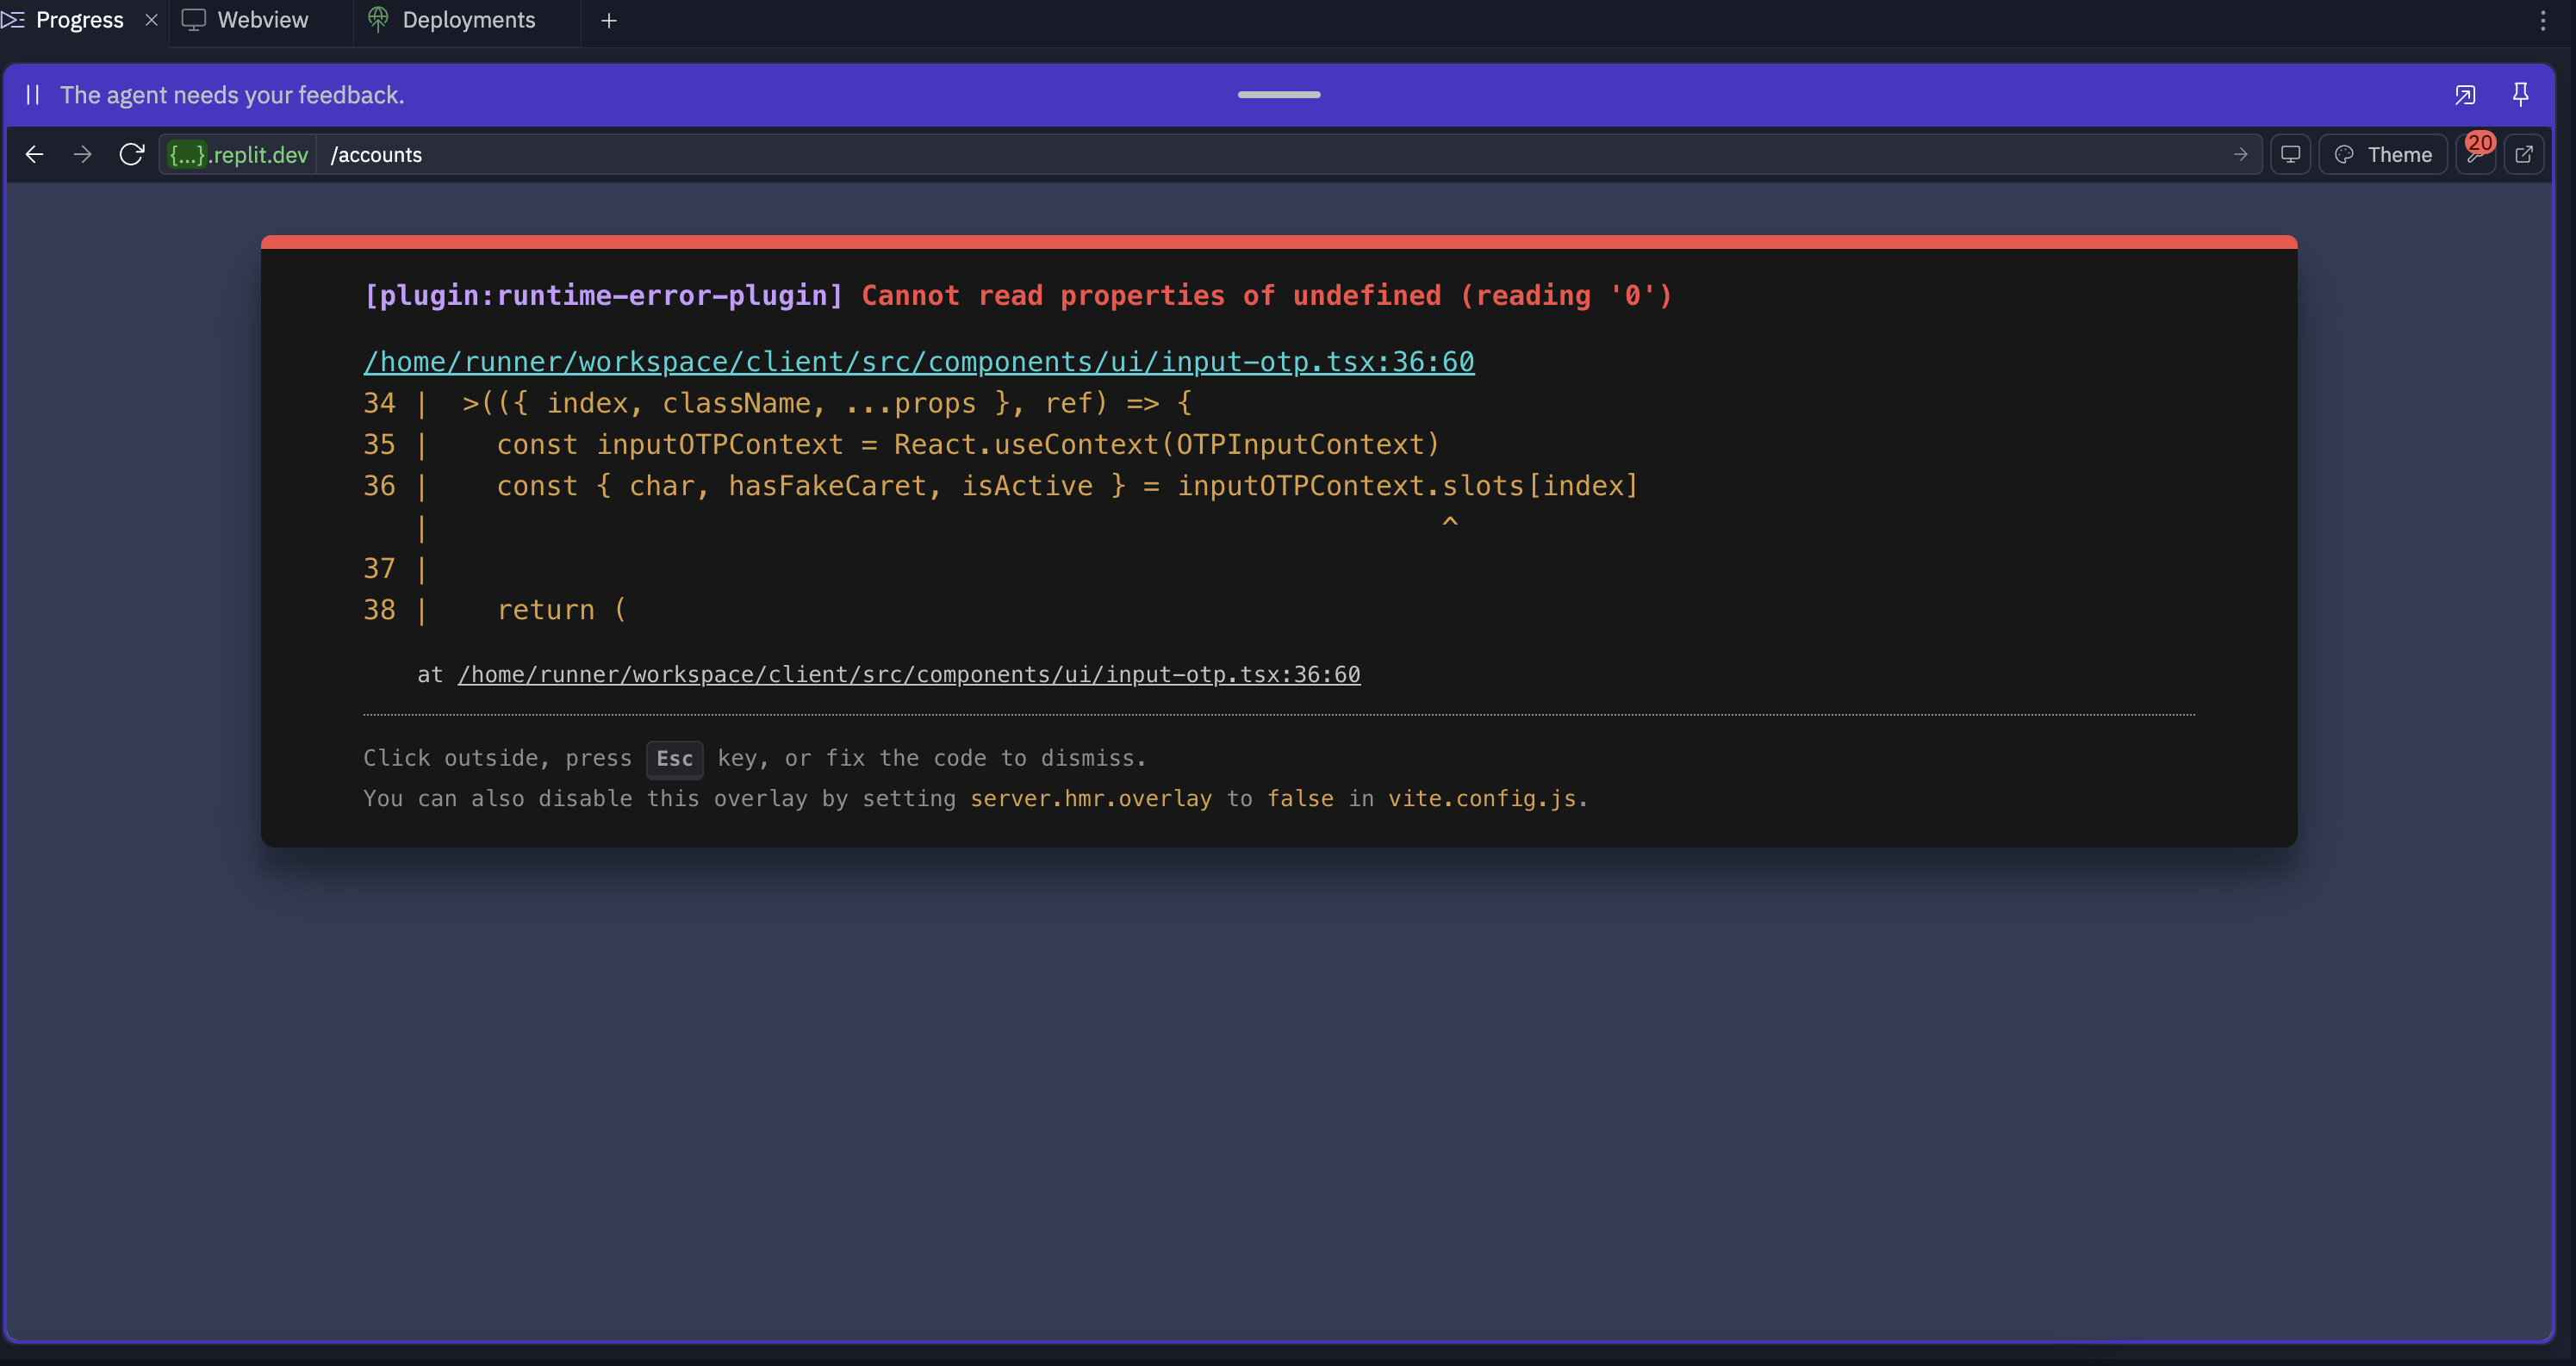 Progress
Webview
Deployments
The agent needs your feedback.
{...}.replit.dev /accounts
Theme
20
[plugin:runtime-error-plugin] Cannot read properties of undefined (reading '0')
/home/runner/workspace/client/src/components/ui/input-otp.tsx:36:60
34 | >(({ index, className, ...props }, ref) => {
35 | const inputOTPContext = React.useContext(OTPInputContext)
36 | const { char, hasFakeCaret, isActive } = inputOTPContext.slots[index]
| ^
37 |
38 | return (
at /home/runner/workspace/client/src/components/ui/input-otp.tsx:36:60
Click outside, press Esc key, or fix the code to dismiss.
You can also disable this overlay by setting server.hmr.overlay to false in vite.config.js.